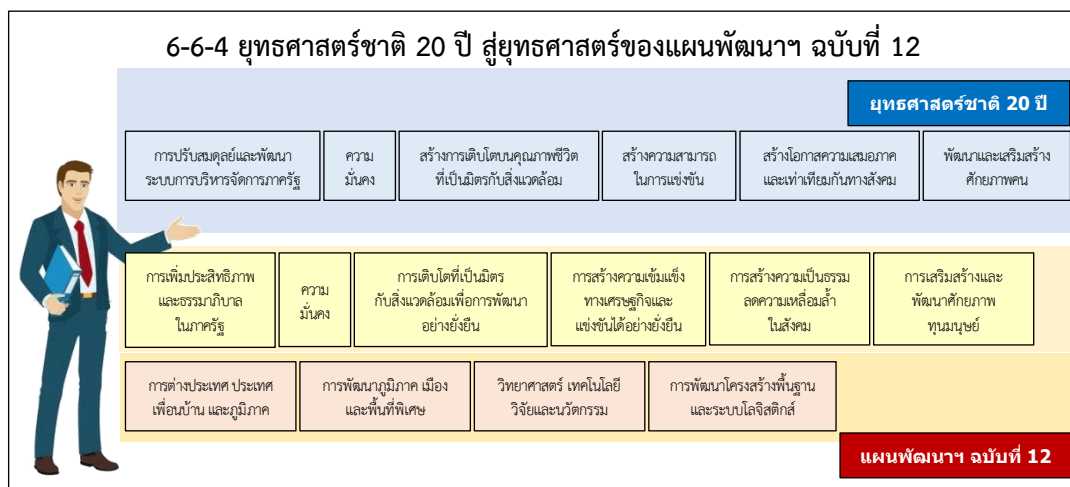 6-6-4 ยุทธศาสตร์ชาติ 20 ปี สู่ยุทธศาสตร์ของแผนพัฒนาฯ ฉบับที่ 12
ยุทธศาสตร์ชาติ 20 ปี
การปรับสมดุลย์และพัฒนา
ระบบการบริหารจัดการภาครัฐ
ความ
มั่นคง
สร้างการเติบโตบนคุณภาพชีวิต
ที่เป็นมิตรกับสิ่งแวดล้อม
สร้างความสามารถ
ในการแข่งขัน
สร้างโอกาสความเสมอภาค
และเท่าเทียมกันทางสังคม
พัฒนาและเสริมสร้าง
ศักยภาพคน
การเพิ่มประสิทธิภาพ
และธรรมาภิบาล
ในภาครัฐ
ความ
มั่นคง
การเติบโตที่เป็นมิตร
กับสิ่งแวดล้อมเพื่อการพัฒนา
อย่างยั่งยืน
การสร้างความเข้มแข็ง
ทางเศรษฐกิจและ
แข่งขันได้อย่างยั่งยืน
การสร้างความเป็นธรรม
ลดความเหลื่อมล้ำ
ในสังคม
การเสริมสร้างและ
พัฒนาศักยภาพ
ทุนมนุษย์
การต่างประเทศ ประเทศ
เพื่อนบ้าน และภูมิภาค
การพัฒนาภูมิภาค เมือง
และพื้นที่พิเศษ
วิทยาศาสตร์ เทคโนโลยี
วิจัยและนวัตกรรม
การพัฒนาโครงสร้างพื้นฐาน
และระบบโลจิสติกส์
แผนพัฒนาฯ ฉบับที่ 12